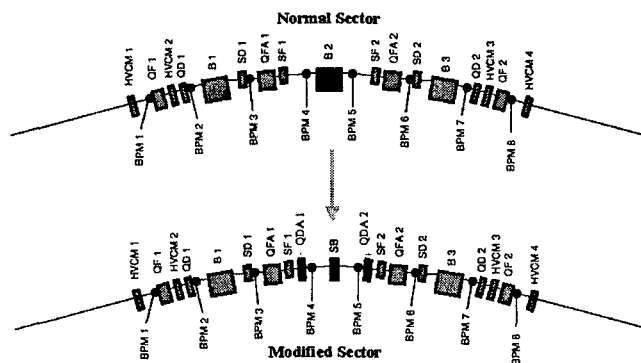 Normal Sector
HVCM 1
QF 1
HVCM 2
QD 1
B 1
SD 1
QFA 1
SF 1
B 2
SF 2
QFA 2
SD 2
B 3
QD 2
HVCM 3
QF 2
HVCM 4
BPM 1
BPM 2
BPM 3
BPM 4
BPM 5
BPM 6
BPM 7
BPM 8
HVCM 1
QF 1
HVCM 2
QD 1
B 1
SD 1
QFA 1
SF 1
QDA 1
SB
QDA 2
SF 2
QFA 2
SD 2
B 3
QD 2
HVCM 3
QF 2
HVCM 4
BPM 1
BPM 2
BPM 3
BPM 4
BPM 5
BPM 6
BPM 7
BPM 8
Modified Sector